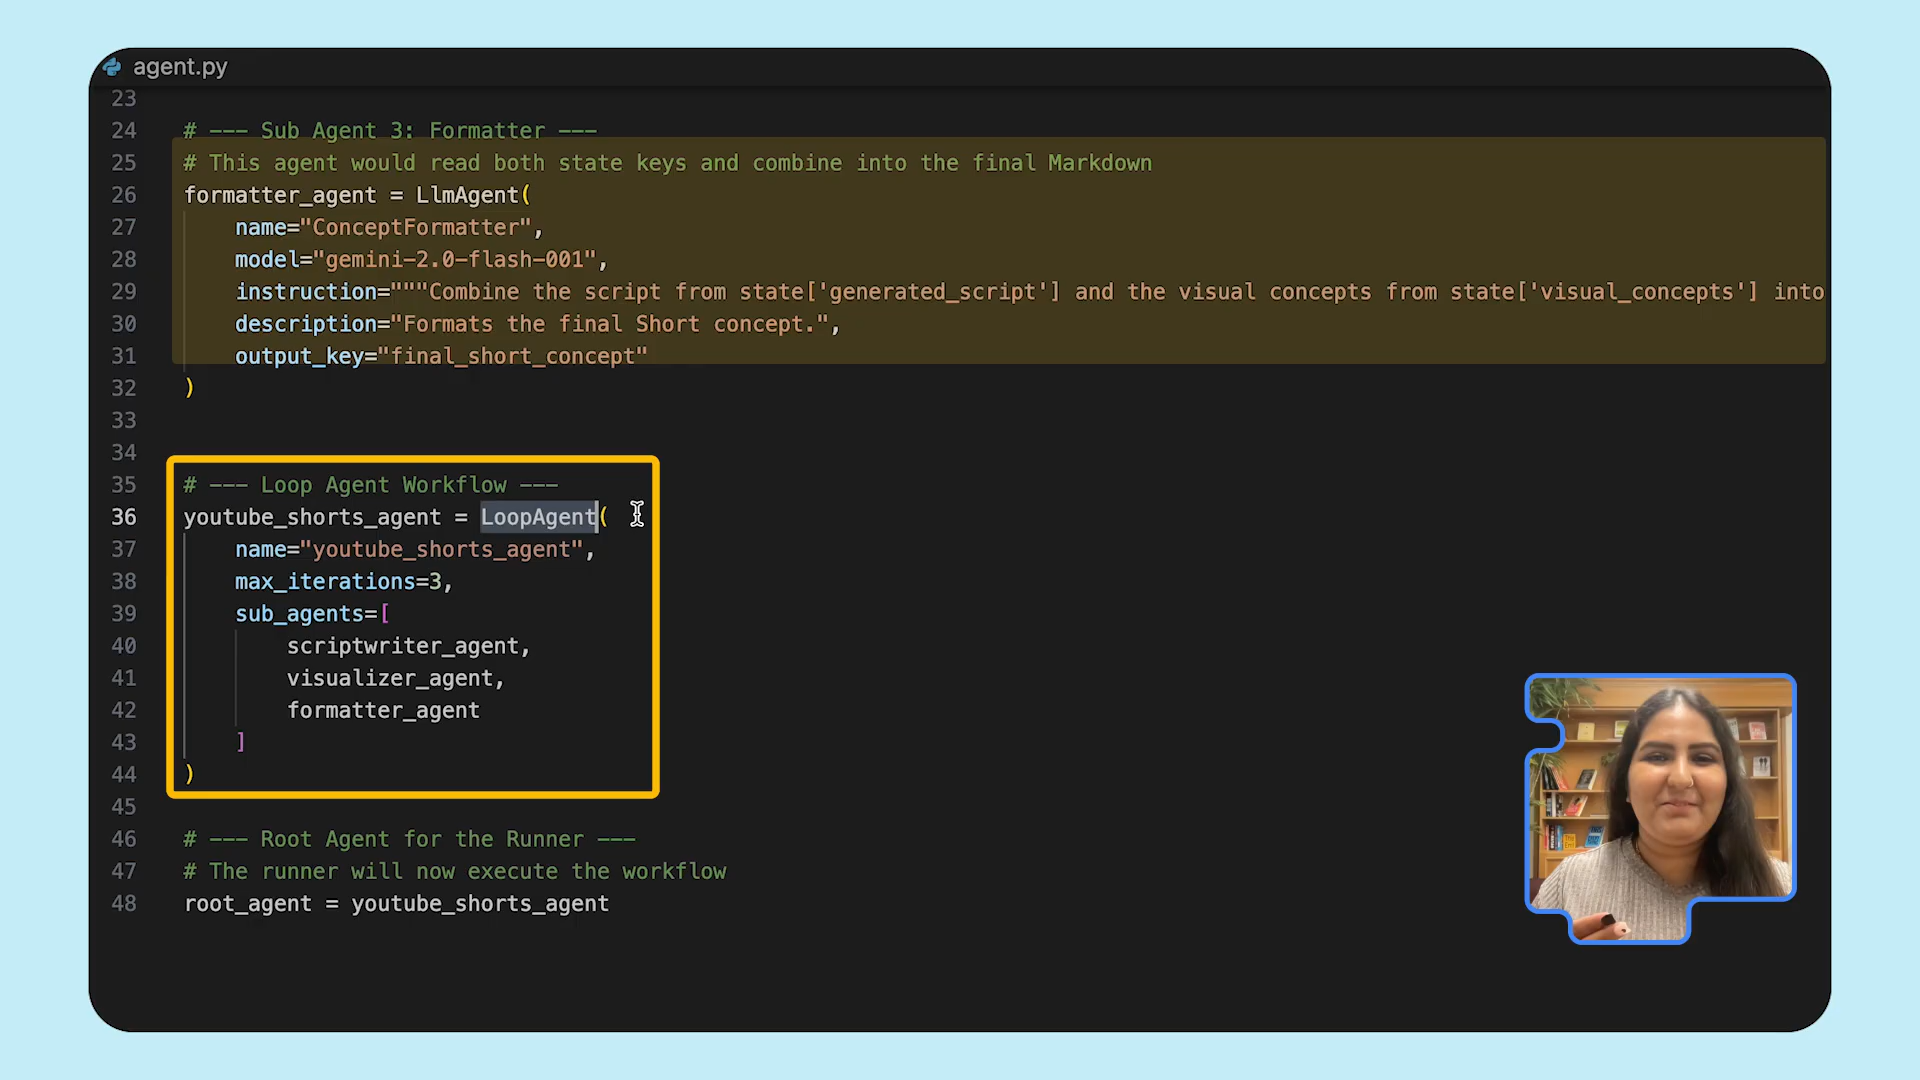 agent.py
23
24 # --- Sub Agent 3: Formatter ---
25 # This agent would read both state keys and combine into the final Markdown
26 formatter_agent = LlmAgent(
27     name="ConceptFormatter",
28     model="gemini-2.0-flash-001",
29     instruction="""Combine the script from state['generated_script'] and the visual concepts from state['visual_concepts'] into
30     description="Formats the final Short concept.",
31     output_key="final_short_concept"
32 )
33
34
35 # --- Loop Agent Workflow ---
36 youtube_shorts_agent = LoopAgent(
37     name="youtube_shorts_agent",
38     max_iterations=3,
39     sub_agents=[
40         scriptwriter_agent,
41         visualizer_agent,
42         formatter_agent
43     ]
44 )
45
46 # --- Root Agent for the Runner ---
47 # The runner will now execute the workflow
48 root_agent = youtube_shorts_agent